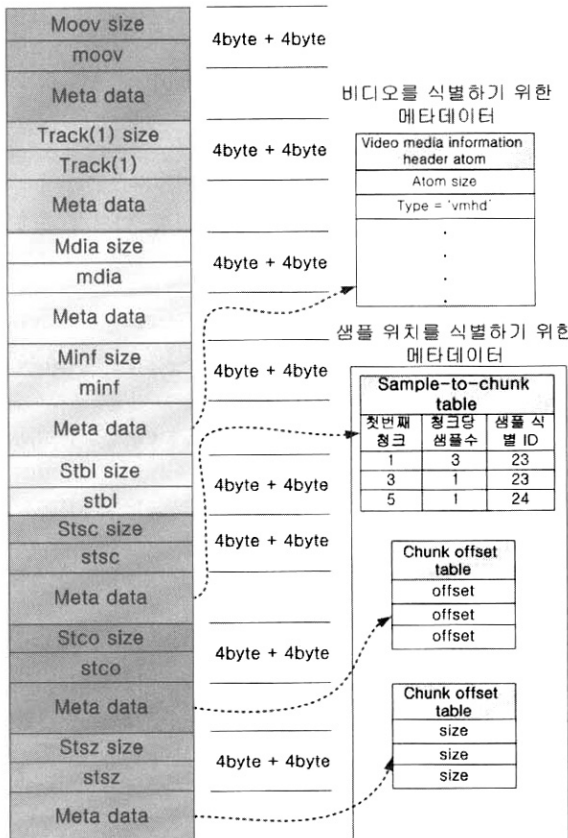 Moov size
moov
Meta data
Track(1) size
Track(1)
Meta data
Mdia size
mdia
Meta data
Minf size
minf
Meta data
Stbl size
stbl
Stsc size
stsc
Meta data
Stco size
stco
Meta data
Stsz size
stsz
Meta data
4byte + 4byte
4byte + 4byte
4byte + 4byte
4byte + 4byte
4byte + 4byte
4byte + 4byte
4byte + 4byte
4byte + 4byte
비디오를 식별하기 위한
메타데이터
Video media information
header atom
Atom size
Type = 'vmhd'
.
.
.
.
샘플 위치를 식별하기 위한
메타데이터
Sample-to-chunk
table
첫번째 청크당 샘플 식
청크 샘플수 별 ID
1 3 23
3 1 23
5 1 24
Chunk offset
table
offset
offset
offset
Chunk offset
table
size
size
size